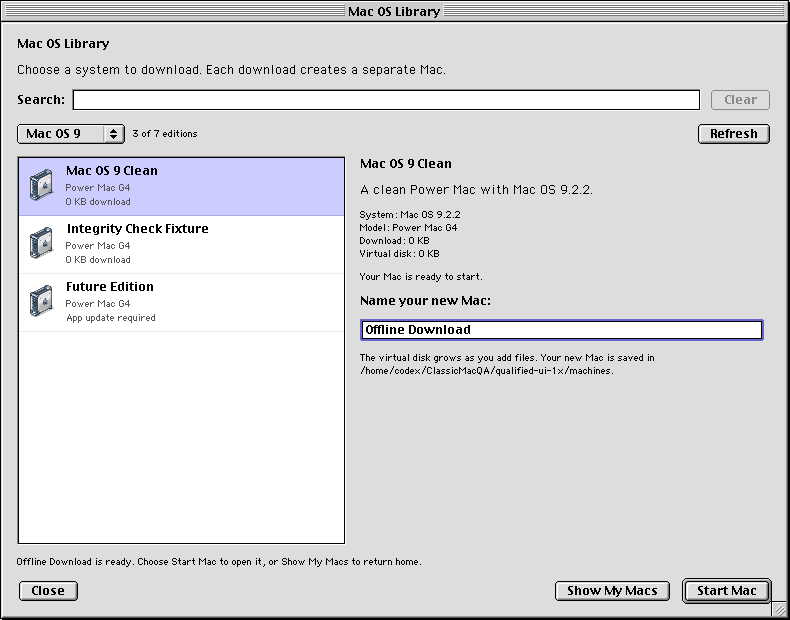 Mac OS Library
Mac OS Library
Choose a system to download. Each download creates a separate Mac.
Search:
Clear
Mac OS 9
3 of 7 editions
Refresh
Mac OS 9 Clean
Power Mac G4
0 KB download
Integrity Check Fixture
Power Mac G4
0 KB download
Future Edition
Power Mac G4
App update required
Mac OS 9 Clean
A clean Power Mac with Mac OS 9.2.2.
System: Mac OS 9.2.2
Model: Power Mac G4
Download: 0 KB
Virtual disk: 0 KB
Your Mac is ready to start.
Name your new Mac:
Offline Download
The virtual disk grows as you add files. Your new Mac is saved in
/home/codex/ClassicMacQA/qualified-ui-1x/machines.
Offline Download is ready. Choose Start Mac to open it, or Show My Macs to return home.
Close
Show My Macs
Start Mac